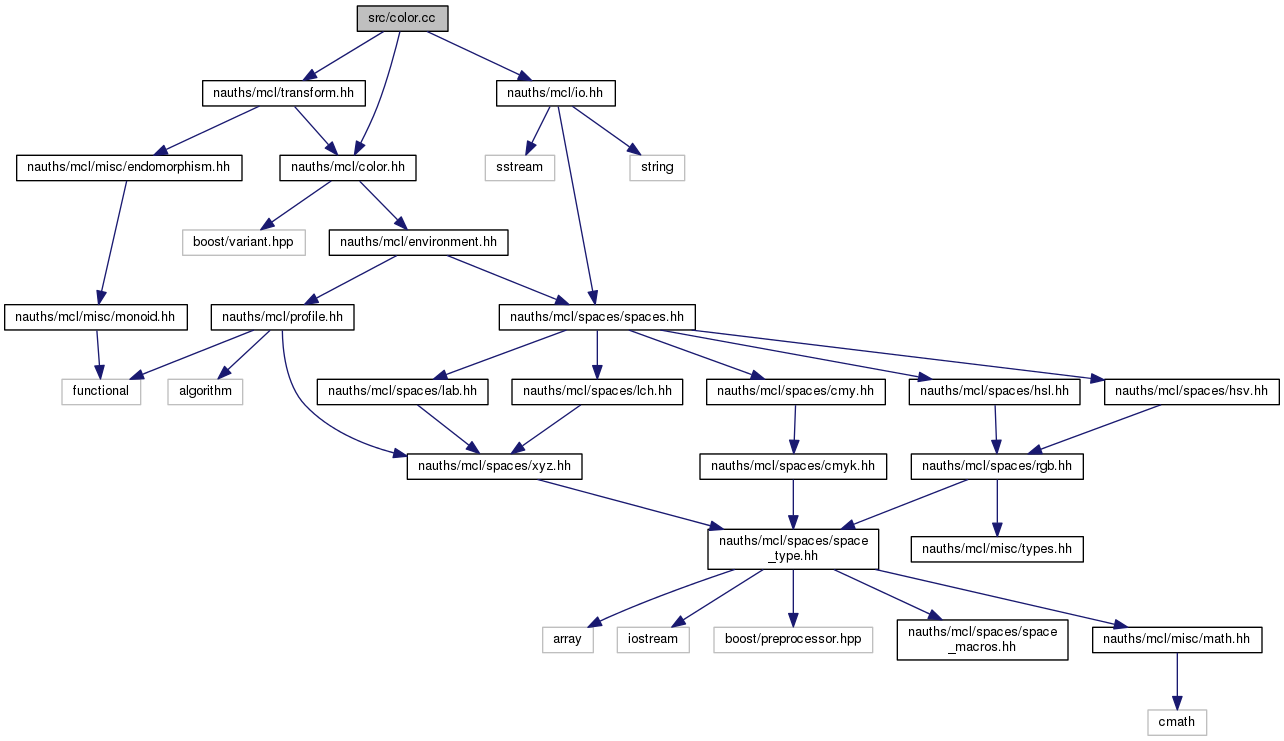 src/color.cc
nauths/mcl/transform.hh
nauths/mcl/io.hh
nauths/mcl/misc/endomorphism.hh
nauths/mcl/color.hh
sstream
string
boost/variant.hpp
nauths/mcl/environment.hh
nauths/mcl/misc/monoid.hh
nauths/mcl/profile.hh
nauths/mcl/spaces/spaces.hh
functional
algorithm
nauths/mcl/spaces/lab.hh
nauths/mcl/spaces/lch.hh
nauths/mcl/spaces/cmy.hh
nauths/mcl/spaces/hsl.hh
nauths/mcl/spaces/hsv.hh
nauths/mcl/spaces/xyz.hh
nauths/mcl/spaces/cmyk.hh
nauths/mcl/spaces/rgb.hh
nauths/mcl/spaces/space
_type.hh
nauths/mcl/misc/types.hh
array
iostream
boost/preprocessor.hpp
nauths/mcl/spaces/space
_macros.hh
nauths/mcl/misc/math.hh
cmath